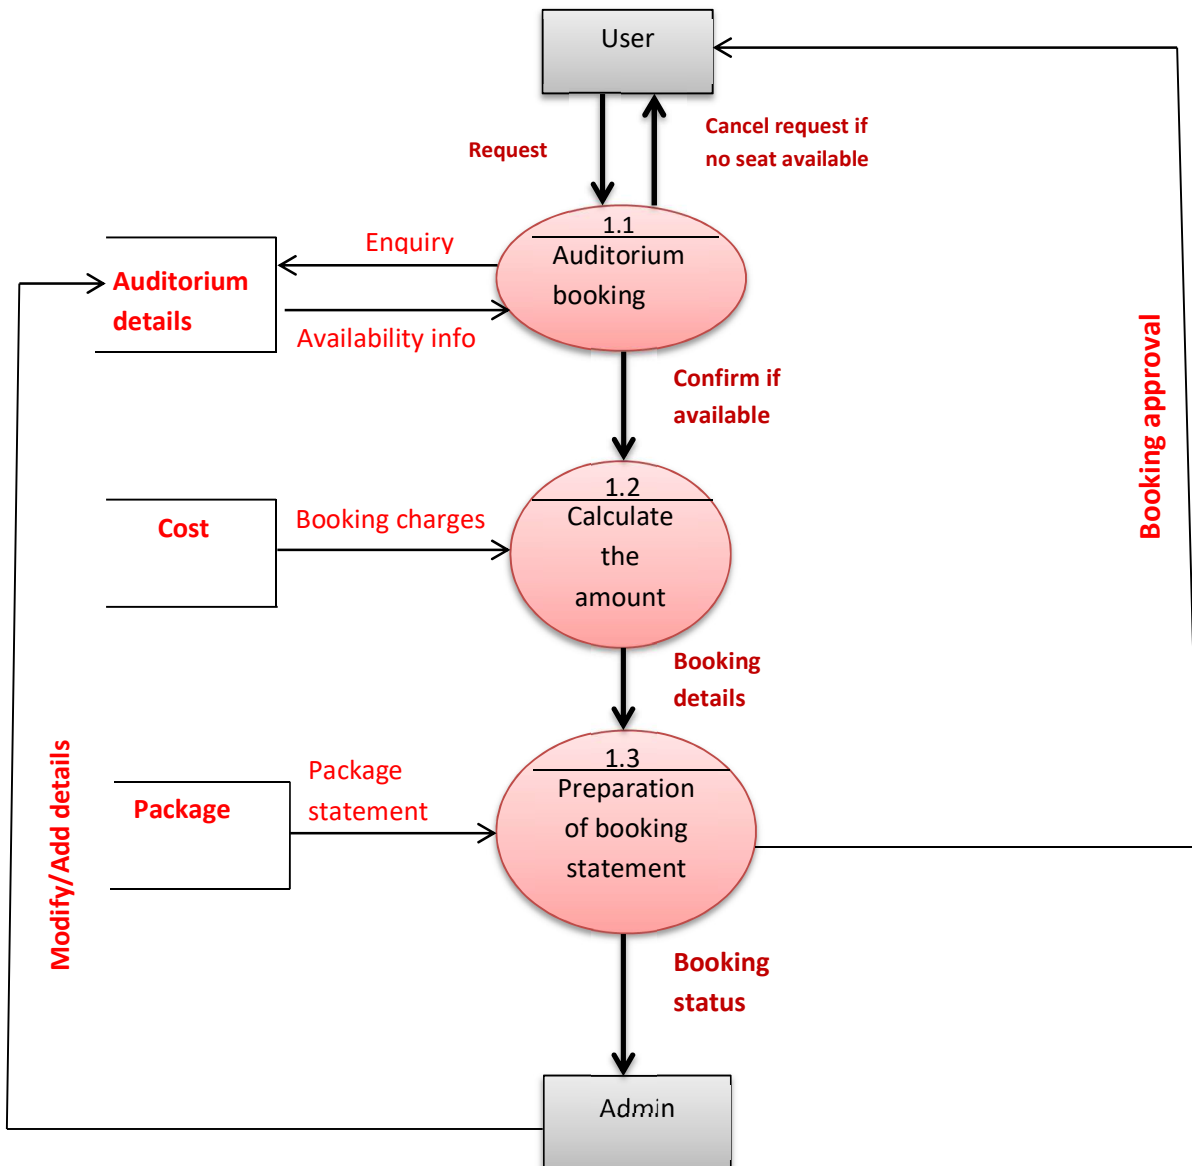 User
Request
Cancel request if
no seat available
1.1
Auditorium
booking
Enquiry
Auditorium
details
Availability info
Confirm if
available
Booking approval
1.2
Calculate
the
amount
Cost
Booking charges
Booking
details
Modify/Add details
1.3
Preparation
of booking
statement
Package
statement
Package
Booking
status
Admin